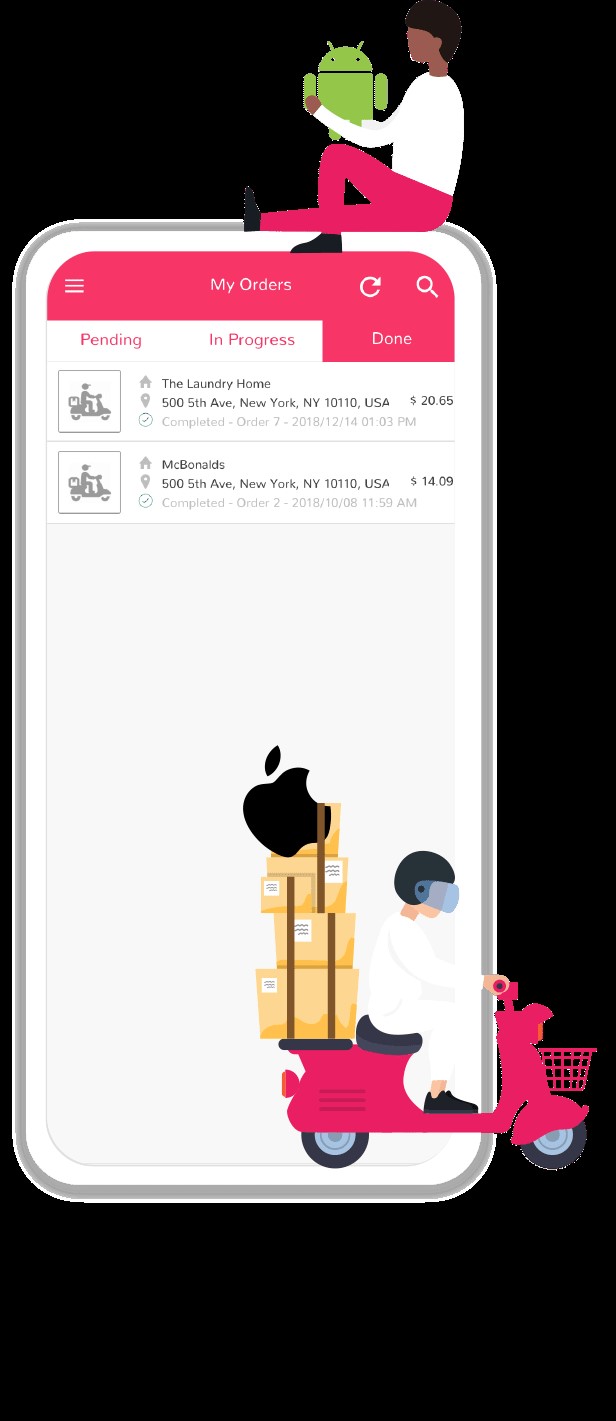 My Orders
Pending
In Progress
Done
The Laundry Home
500 5th Ave, New York, NY 10110, USA
$ 20.65
Completed - Order 7 - 2018/12/14 01:03 PM
McBonalds
500 5th Ave, New York, NY 10110, USA
$ 14.09
Completed - Order 2 - 2018/10/08 11:59 AM